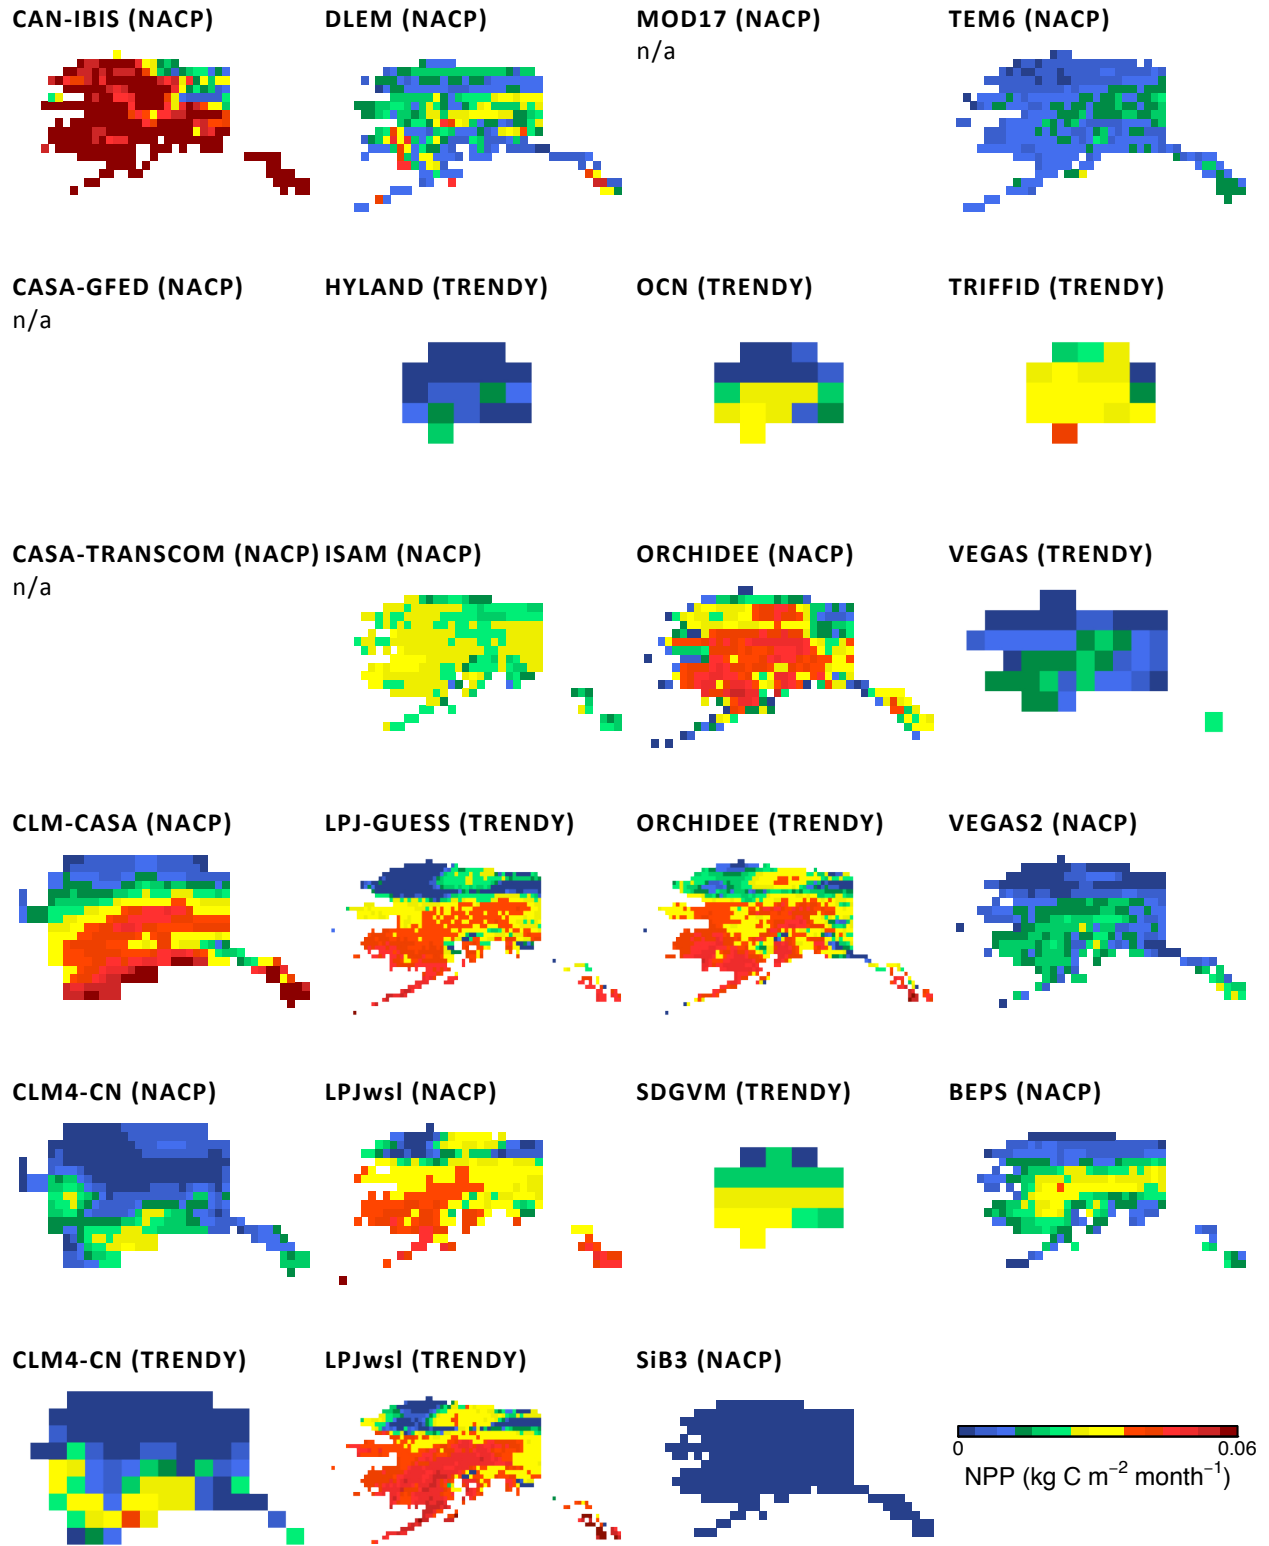 CAN-IBIS (NACP)
DLEM (NACP)
MOD17 (NACP)
n/a
TEM6 (NACP)
CASA-GFED (NACP)
n/a
HYLAND (TRENDY)
OCN (TRENDY)
TRIFFID (TRENDY)
CASA-TRANSCOM (NACP)
n/a
ISAM (NACP)
ORCHIDEE (NACP)
VEGAS (TRENDY)
CLM-CASA (NACP)
LPJ-GUESS (TRENDY)
ORCHIDEE (TRENDY)
VEGAS2 (NACP)
CLM4-CN (NACP)
LPJwsl (NACP)
SDGVM (TRENDY)
BEPS (NACP)
CLM4-CN (TRENDY)
LPJwsl (TRENDY)
SiB3 (NACP)
0 0.06
NPP (kg C m⁻² month⁻¹)